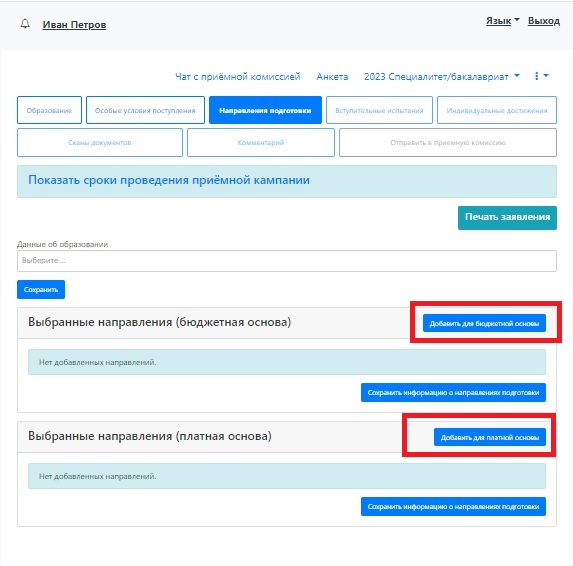 Иван Петров
Язык
Выход
Чат с приёмной комиссией
Анкета
2023 Специалитет/бакалавриат
Образование
Особые условия поступления
Направления подготовки
Вступительные испытания
Индивидуальные достижения
Сканы документов
Комментарий
Отправить в приемную комиссию
Показать сроки проведения приёмной кампании
Печать заявления
Данные об образовании
Выберите ...
Сохранить
Выбранные направления (бюджетная основа)
Добавить для бюджетной основы
Нет добавленных направлений.
Сохранить информацию о направлениях подготовки
Выбранные направления (платная основа)
Добавить для платной основы
Нет добавленных направлений.
Сохранить информацию о направлениях подготовки